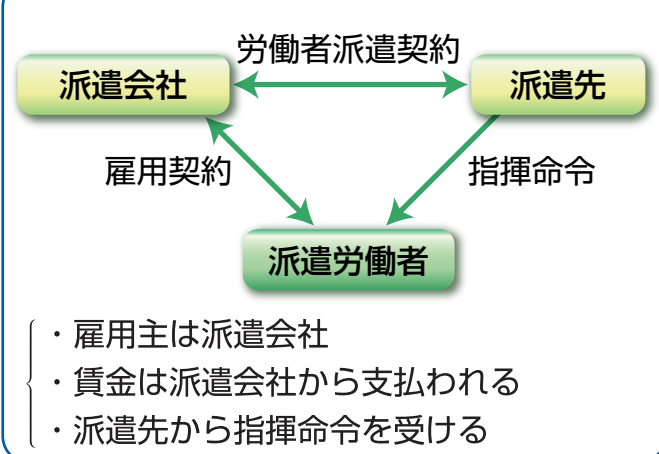 労働者派遣契約
派遣会社
派遣先
雇用契約
指揮命令
派遣労働者
・雇用主は派遣会社
・賃金は派遣会社から支払われる
・派遣先から指揮命令を受ける